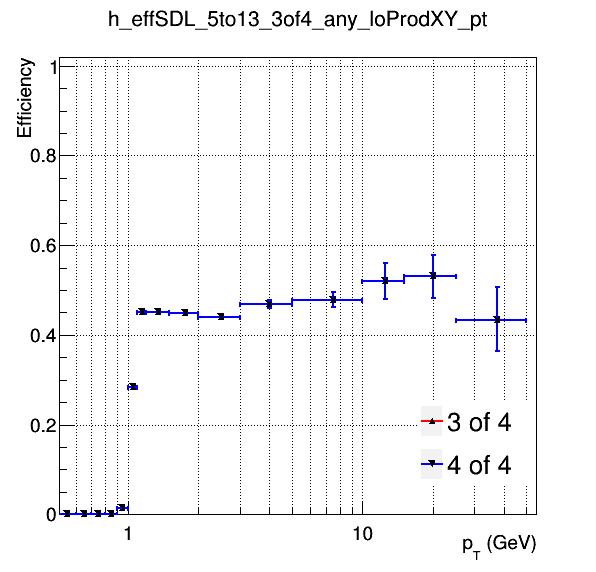 h_effSDL_5to13_3of4_any_loProdXY_pt
Efficiency
1
0.8
0.6
0.4
0.2
0
3 of 4
4 of 4
1
10
p_T (GeV)